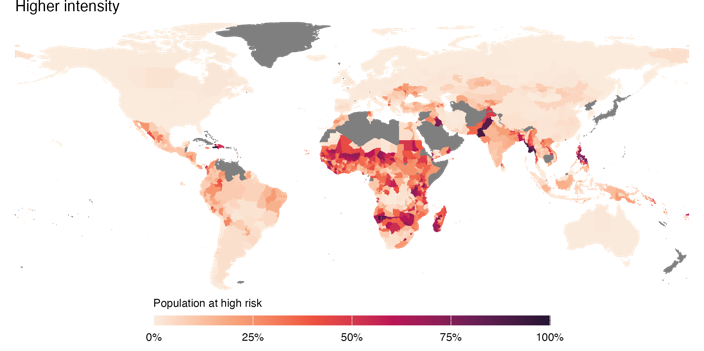 Higher intensity
Population at high risk
0% 25% 50% 75% 100%